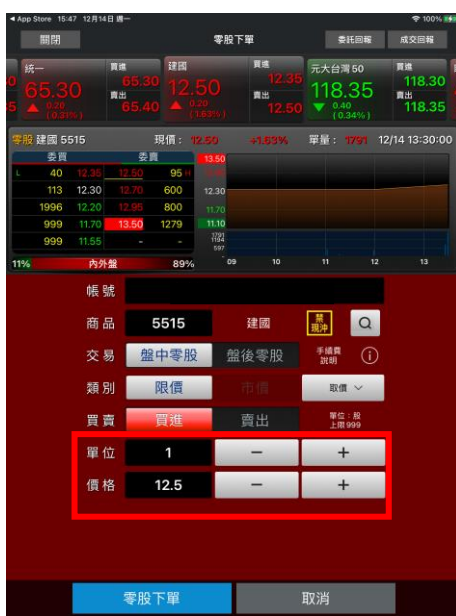 App Store 15:47 12月14日 週一 100%
關閉 零股下單 委託回報 成交回報
統一 買進 65.30 建國 買進 12.35 元大台灣50 買進 118.30
65.30 賣出 65.40 12.50 賣出 12.50 118.35 賣出 118.35
▲ 0.20 (0.31%) ▲ 0.20 (1.63%) ▼ 0.40 (0.34%)
零股 建國 5515 現價： 12.50 +1.63% 單量： 1791 12/14 13:30:00
委買 委賣 13.50
L 40 12.35 12.50 95 H
113 12.30 12.70 600 12.30
1996 12.20 12.95 800 11.70
999 11.70 13.50 1279 11.10
999 11.55 - - 1791
1194
597
11% 內外盤 89% 09 10 11 12 13
帳號
商品 5515 建國 禁現沖
交易 盤中零股 盤後零股 手續費說明
類別 限價 市價 取價
買賣 買進 賣出 單位：股 上限999
單位 1 − +
價格 12.5 − +
零股下單 取消